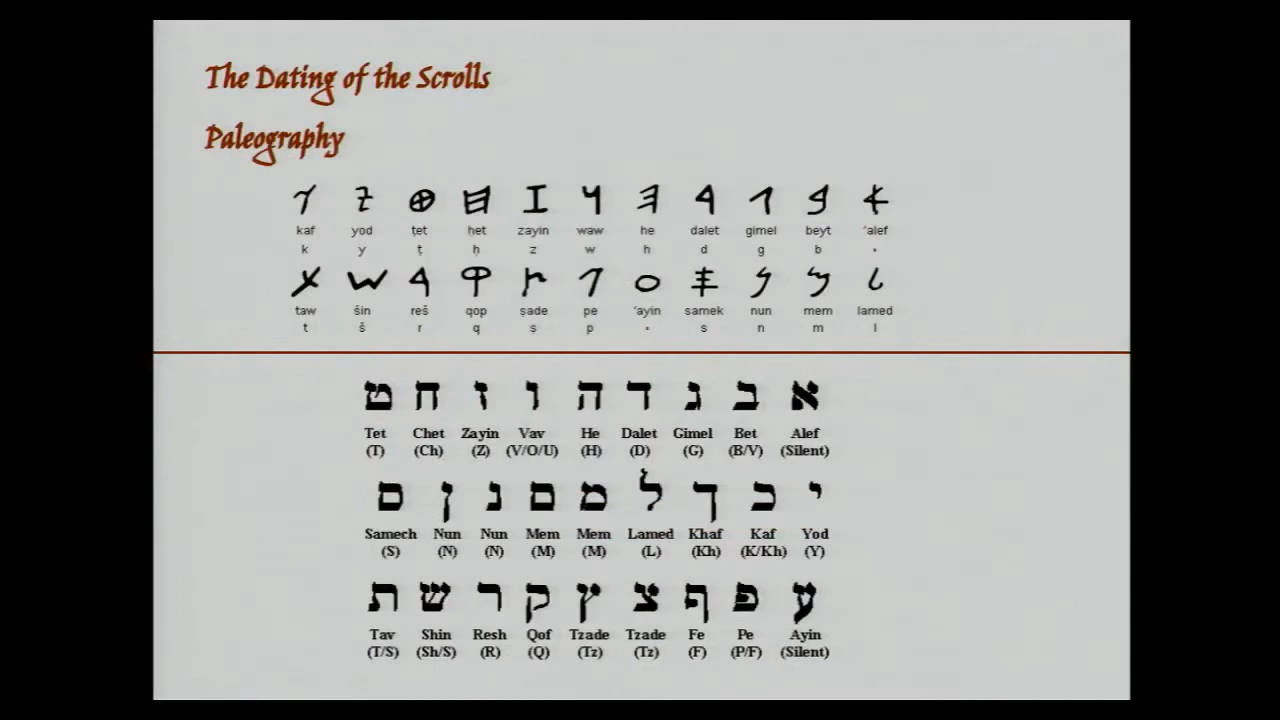 The Dating of the Scrolls
Paleography
kaf yod ṭet ḥet zayin waw he dalet gimel beyt ʾalef
k y ṭ ḥ z w h d g b
taw šin reš qop ṣade pe ʿayin samek nun mem lamed
t š r q ṣ p s n m l
ט ח ז ו ה ד ג ב א
Tet Chet Zayin Vav He Dalet Gimel Bet Alef
(T) (Ch) (Z) (V/O/U) (H) (D) (G) (B/V) (Silent)
ס ן נ ם מ ל ך כ י
Samech Nun Nun Mem Mem Lamed Khaf Kaf Yod
(S) (N) (N) (M) (M) (L) (Kh) (K/Kh) (Y)
ת ש ר ק ץ צ ף פ ע
Tav Shin Resh Qof Tzade Tzade Fe Pe Ayin
(T/S) (Sh/S) (R) (Q) (Tz) (Tz) (F) (P/F) (Silent)